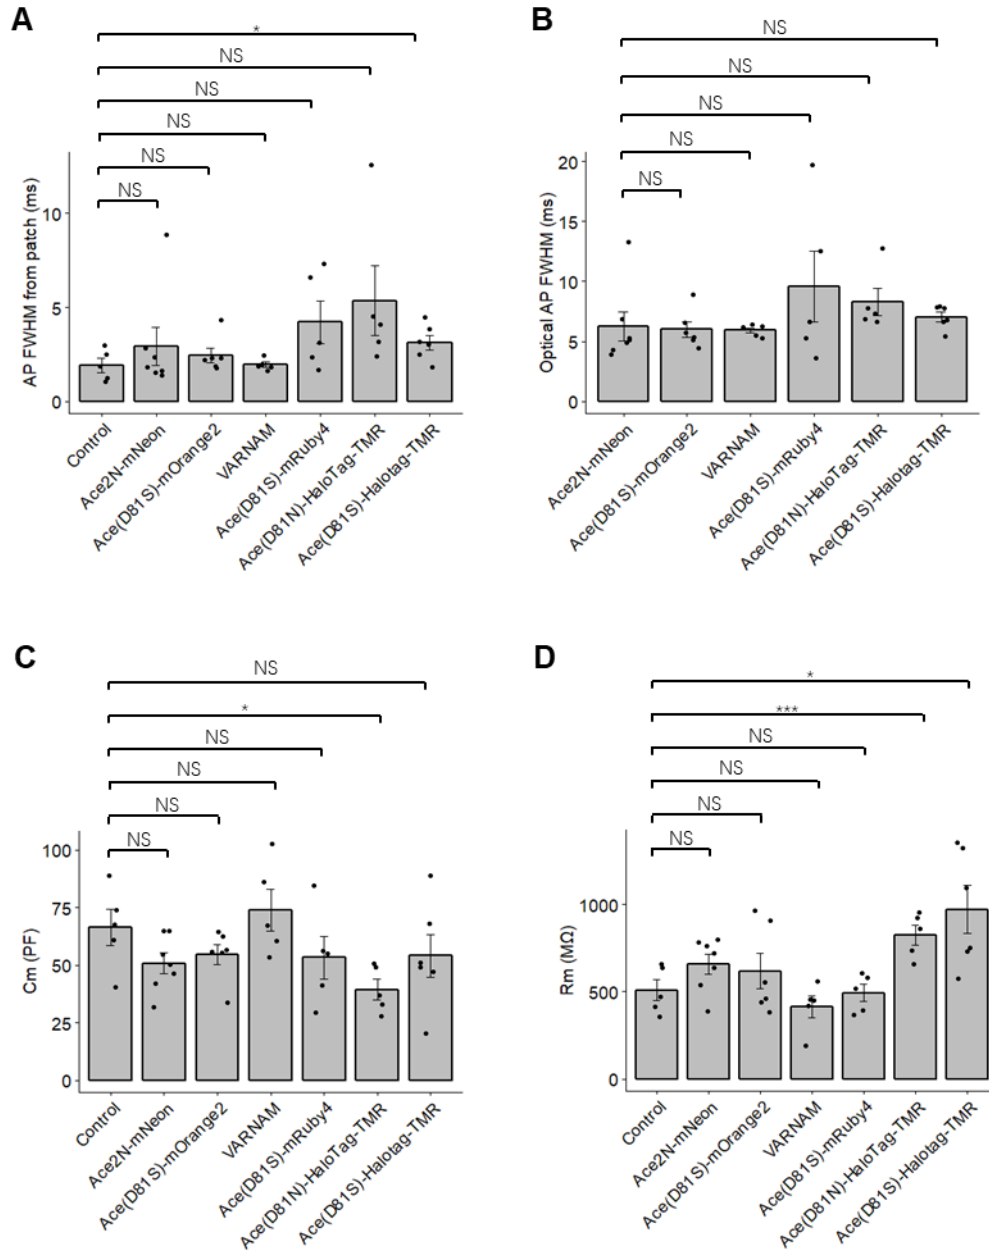 A
*
NS
NS
NS
NS
NS
AP FWHM from patch (ms)
10
5
0
Control
Ace2N-mNeon
Ace(D81S)-mOrange2
VARNAM
Ace(D81S)-mRuby4
Ace(D81N)-HaloTag-TMR
Ace(D81S)-Halotag-TMR
B
NS
NS
NS
NS
NS
Optical AP FWHM (ms)
20
15
10
5
0
Ace2N-mNeon
Ace(D81S)-mOrange2
VARNAM
Ace(D81S)-mRuby4
Ace(D81N)-HaloTag-TMR
Ace(D81S)-Halotag-TMR
C
NS
*
NS
NS
NS
NS
Cm (PF)
100
75
50
25
0
Control
Ace2N-mNeon
Ace(D81S)-mOrange2
VARNAM
Ace(D81S)-mRuby4
Ace(D81N)-HaloTag-TMR
Ace(D81S)-Halotag-TMR
D
*
***
NS
NS
NS
NS
Rm (MΩ)
1000
500
0
Control
Ace2N-mNeon
Ace(D81S)-mOrange2
VARNAM
Ace(D81S)-mRuby4
Ace(D81N)-HaloTag-TMR
Ace(D81S)-Halotag-TMR